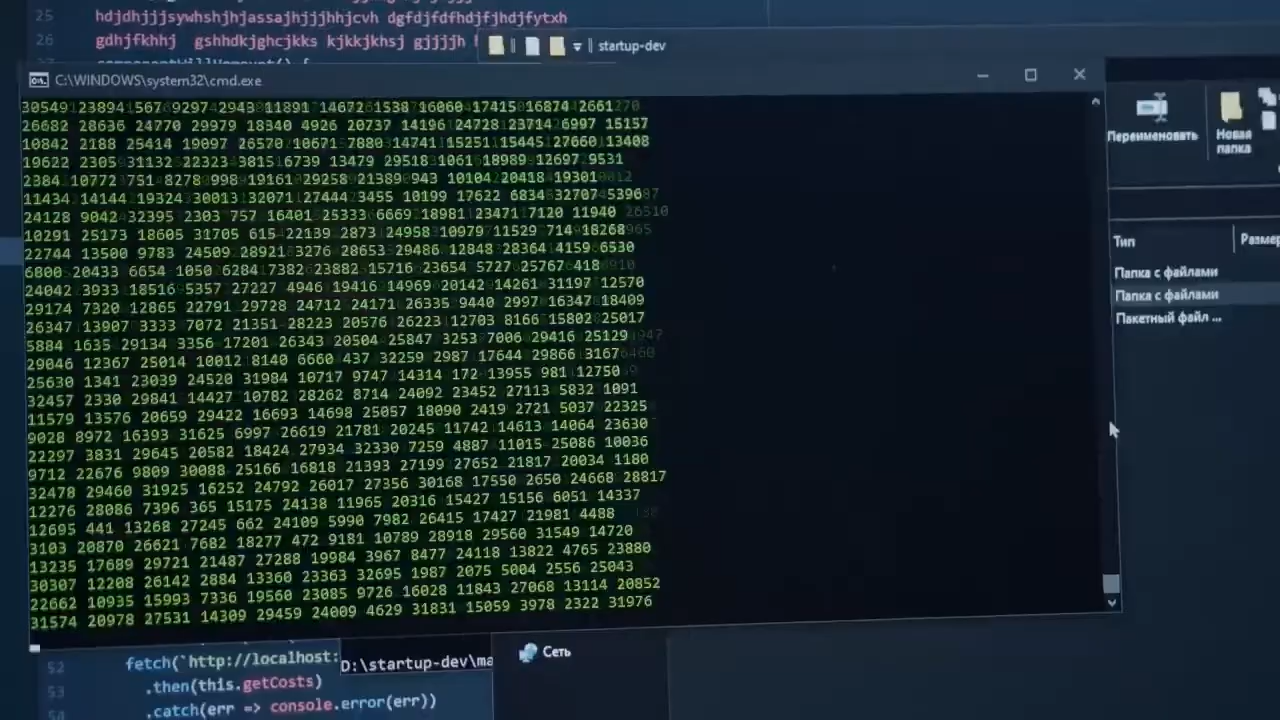 25 hdjdhjjjsywhshjhjassajhjjjhhjcvh dgfdjfdfhdjfjhdjfytxh
26 gdhjfkhhj gshhdkjghcjkks kjkkjkhsj gjjjjh
startup-dev
C:\WINDOWS\system32\cmd.exe
30549 23894 567 9297 2943 11891 14672 1538 16060 17415 16874 2661
26682 28636 24770 29979 18340 4926 20737 14196 24728 23714 6997 15157
10842 2188 25414 19097 26570 10671 7880 14741 15251 15445 27660 13408
19622 2305 31132 22323 3815 6739 13479 29518 1061 18989 12697 9531
2384 10772 751 8278 998 19161 29258 21389 943 10104 20418 19301
11434 14144 19324 30013 32071 27444 3455 10199 17622 6834 32707 5396
24128 9042 32395 2303 757 16401 25333 6669 18981 23471 7120 11940
10291 25173 18605 31705 615 22139 2873 24958 10979 11529 714 18268
22744 13500 9783 24509 28921 3276 28653 29486 12848 28364 4159 6530
6800 20433 6654 1050 6284 7382 23882 15716 23654 5727 25767 418
24042 3933 18516 5357 27227 4946 19416 14969 20142 14261 31197 12570
29174 7320 12865 22791 29728 24712 24171 26335 9440 2997 16347 18409
26347 13907 3333 7072 21351 28223 20576 26223 12703 8166 15802 25017
5884 1635 29134 3356 17201 26343 20504 25847 3253 7006 29416 25129
29046 12367 25014 10012 8140 6660 437 32259 2987 17644 29866 3167
25630 1341 23039 24520 31984 10717 9747 14314 172 13955 981 12750
32457 2330 29841 14427 10782 28262 8714 24092 23452 27113 5832 1091
11579 13576 20659 29422 16693 14698 25057 18090 2419 2721 5037 22325
9028 8972 16393 31625 6997 26619 21781 20245 11742 14613 14064 23630
22297 3831 29645 20582 18424 27934 32330 7259 4887 11015 25086 10036
9712 22676 9809 30088 25166 16818 21393 27199 27652 21817 20034 1180
32478 29460 31925 16252 24792 26017 27356 30168 17550 2650 24668 28817
12276 28086 7396 365 15175 24138 11965 20316 15427 15156 6051 14337
12695 441 13268 27245 662 24109 5990 7982 26415 17427 21981 4488
3103 20870 26621 7682 18277 472 9181 10789 28918 29560 31549 14720
13235 17689 29721 21487 27288 19984 3967 8477 24118 13822 4765 23880
30307 12208 26142 2884 13360 23363 32695 1987 2075 5004 2556 25043
22662 10935 15993 7336 19560 23085 9726 16028 11843 27068 13114 20852
31574 20978 27531 14309 29459 24009 4629 31831 15059 3978 2322 31976
Переименовать
Новая
папка
Тип
Папка с файлами
Папка с файлами
Пакетный файл ...
52 fetch(`http://localhost:
D:\startup-dev\ma
Сеть
53 .then(this.getCosts)
54 .catch(err => console.error(err))